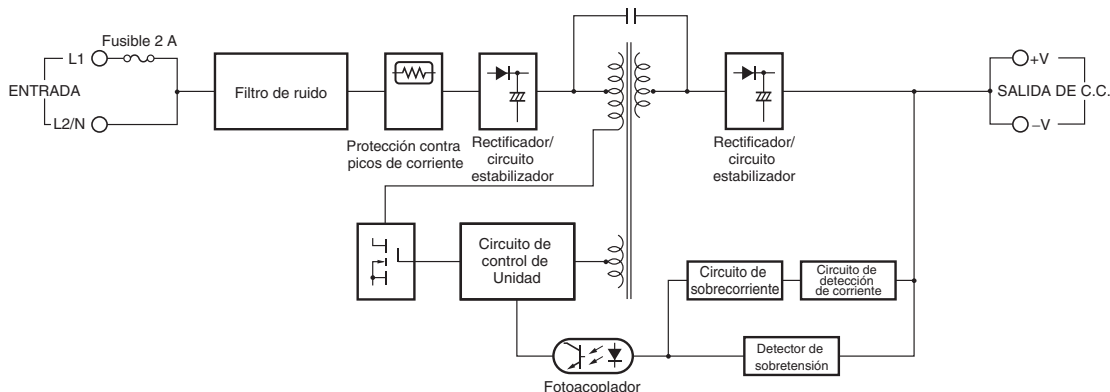 Fusible 2 A
L1
ENTRADA
L2/N
Filtro de ruido
Protección contra
picos de corriente
Rectificador/
circuito
estabilizador
Rectificador/
circuito
estabilizador
+V
SALIDA DE C.C.
–V
Circuito de
control de
Unidad
Circuito de
sobrecorriente
Circuito de
detección
de corriente
Detector de
sobretensión
Fotoacoplador